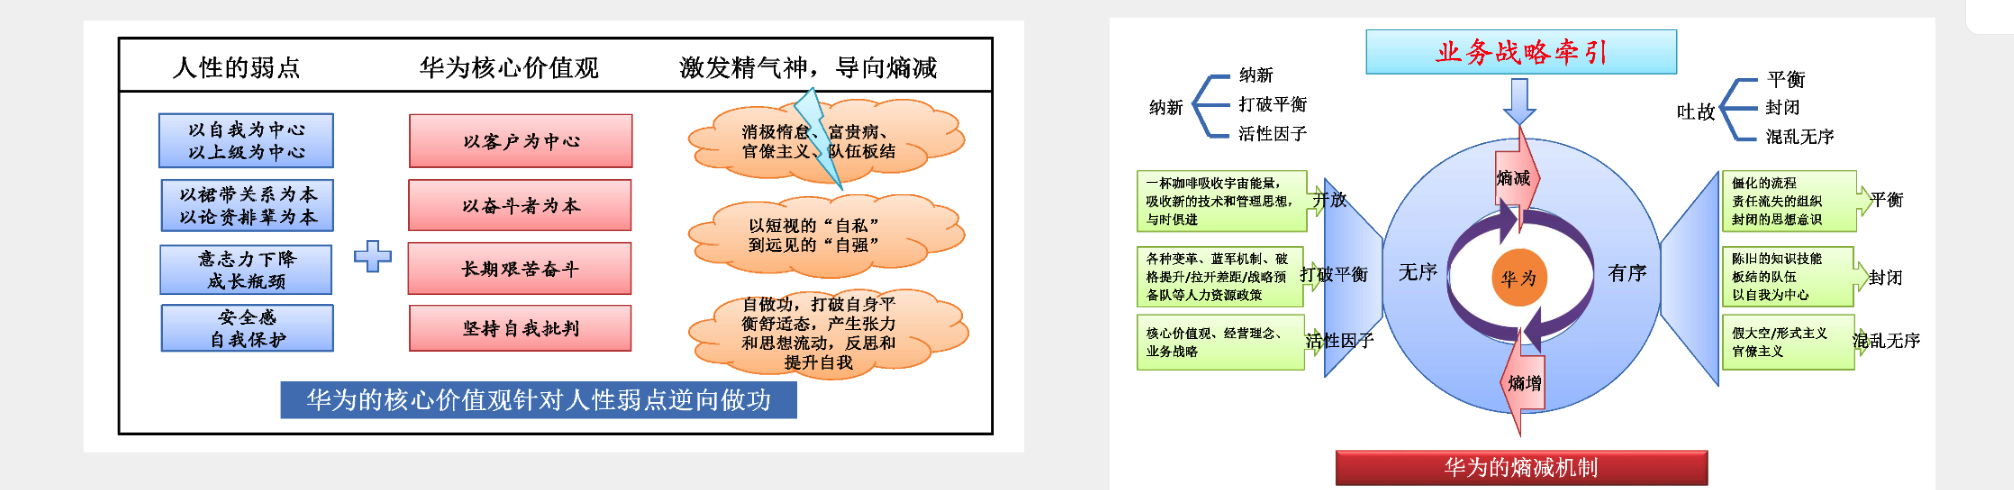 人性的弱点
华为核心价值观
激发精气神，导向熵减
以自我为中心
以上级为中心
以裙带关系为本
以论资排辈为本
意志力下降
成长瓶颈
安全感
自我保护
以客户为中心
以奋斗者为本
长期艰苦奋斗
坚持自我批判
消极惰怠、富贵病、
官僚主义、队伍板结
以短视的“自私”
到远见的“自强”
自做功，打破自身平
衡舒适态，产生张力
和思想流动，反思和
提升自我
华为的核心价值观针对人性弱点逆向做功
业务战略牵引
纳新
纳新
打破平衡
活性因子
吐故
平衡
封闭
混乱无序
一杯咖啡吸收宇宙能量，
吸收新的技术和管理思想，
与时俱进
开放
各种变革、蓝军机制、破
格提升/拉开差距/战略预
备队等人力资源政策
打破平衡
核心价值观、经营理念、
业务战略
活性因子
熵减
无序
华为
有序
熵增
僵化的流程
责任流失的组织
封闭的思想意识
平衡
陈旧的知识技能
板结的队伍
以自我为中心
封闭
假大空/形式主义
官僚主义
混乱无序
华为的熵减机制